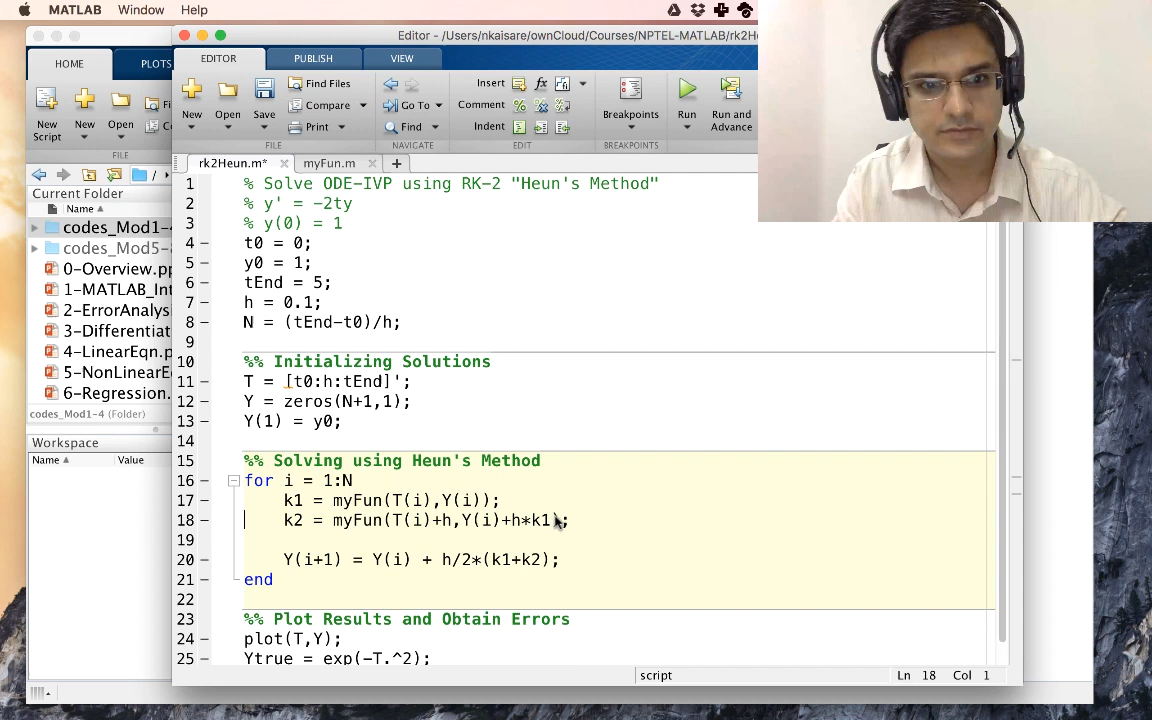 MATLAB Window Help
Editor - /Users/nkaisare/ownCloud/Courses/NPTEL-MATLAB/rk2He
HOME PLOTS
EDITOR PUBLISH VIEW
New Script New Open
FILE
New Open Save
Find Files
Compare
Print
FILE
Go To
Find
NAVIGATE
Insert
Comment
Indent
EDIT
Breakpoints
BREAKPOINTS
Run
Run and Advance
rk2Heun.m* myFun.m
Current Folder
Name
codes_Mod1-4
codes_Mod5-
0-Overview.pp
1-MATLAB_Int
2-ErrorAnalysi
3-Differentiat
4-LinearEqn.p
5-NonLinearE
6-Regression.
codes_Mod1-4 (Folder)
Workspace
Name Value
1 % Solve ODE-IVP using RK-2 "Heun's Method"
2 % y' = -2ty
3 % y(0) = 1
4 t0 = 0;
5 y0 = 1;
6 tEnd = 5;
7 h = 0.1;
8 N = (tEnd-t0)/h;
9
10 %% Initializing Solutions
11 T = [t0:h:tEnd]';
12 Y = zeros(N+1,1);
13 Y(1) = y0;
14
15 %% Solving using Heun's Method
16 for i = 1:N
17 k1 = myFun(T(i),Y(i));
18 k2 = myFun(T(i)+h,Y(i)+h*k1);
19
20 Y(i+1) = Y(i) + h/2*(k1+k2);
21 end
22
23 %% Plot Results and Obtain Errors
24 plot(T,Y);
25 Ytrue = exp(-T.^2);
script Ln 18 Col 1